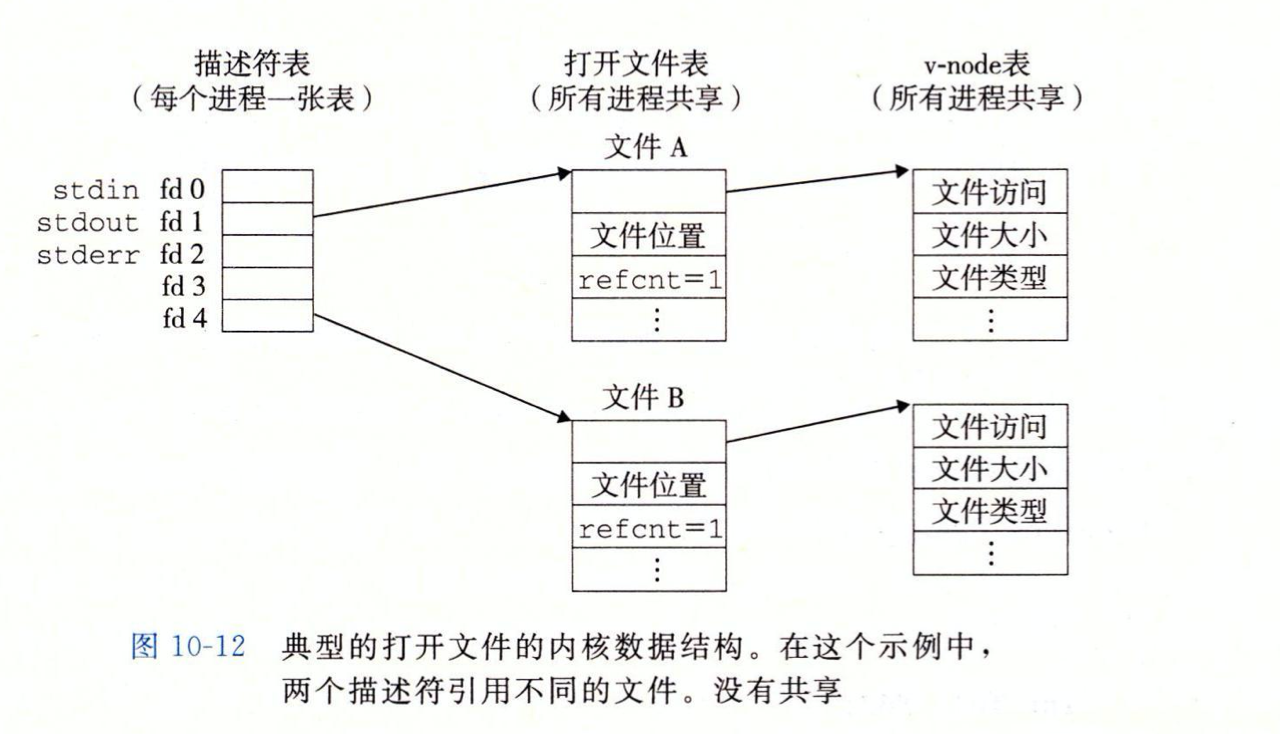 描述符表
（每个进程一张表）
打开文件表
（所有进程共享）
v-node表
（所有进程共享）
stdin fd 0
stdout fd 1
stderr fd 2
fd 3
fd 4
文件 A
文件位置
refcnt=1
⋮
文件访问
文件大小
文件类型
⋮
文件 B
文件位置
refcnt=1
⋮
文件访问
文件大小
文件类型
⋮
图 10-12 典型的打开文件的内核数据结构。在这个示例中，
两个描述符引用不同的文件。没有共享